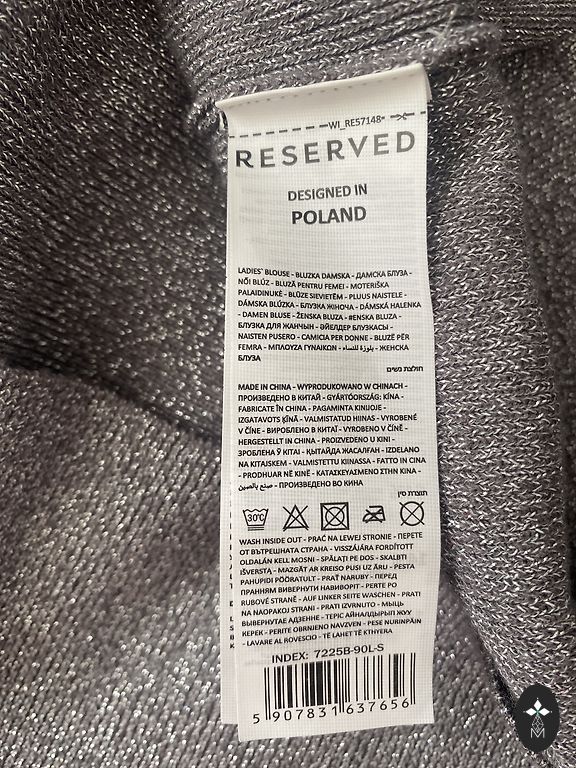 WI_RE57148
RESERVED
DESIGNED IN
POLAND
LADIES` BLOUSE - BLUZKA DAMSKA - ДАМСКА БЛУЗА -
NŐI BLÚZ - BLUZĂ PENTRU FEMEI - MOTERIŠKA
PALAIDINUKĖ - BLŪZE SIEVIETĒM - PLUUS NAISTELE -
DÁMSKA BLÚZKA - БЛУЗКА ЖІНОЧА - DÁMSKÁ HALENKA
- DAMEN BLUSE - ŽENSKA BLUZA - #ENSKA BLUZA -
БЛУЗКА ДЛЯ ЖАНЧЫН - ӘЙЕЛДЕР БЛУЗКАСЫ -
NAISTEN PUSERO - CAMICIA PER DONNE - BLUZË PËR
FEMRA - ΜΠΛΟΥΖΑ ΓΥΝΑΙΚΩΝ - بلوزة للنساء - ЖЕНСКА
БЛУЗА
חולצת נשים
MADE IN CHINA - WYPRODUKOWANO W CHINACH -
ПРОИЗВЕДЕНО В КИТАЙ - GYÁRTÓORSZÁG: KÍNA -
FABRICATE ÎN CHINA - PAGAMINTA KINIJOJE -
IZGATAVOTS ĶĪNĀ - VALMISTATUD HIINAS - VYROBENÉ
V ČÍNE - ВИРОБЛЕНО В КИТАЇ - VYROBENO V ČÍNĚ -
HERGESTELLT IN CHINA - PROIZVEDENO U KINI -
ЗРОБЛЕНА Ў КІТАІ - ҚЫТАЙДА ЖАСАЛҒАН - IZDELANO
NA KITAJSKEM - VALMISTETTU KIINASSA - FATTO IN CINA
- PRODHUAR NË KINË - ΚΑΤΑΣΚΕΥΑΣΜΕΝΟ ΣΤΗΝ ΚΙΝΑ -
صنع بالصين - ПРОИЗВЕДЕНО ВО КИНА
תוצרת סין
30°C
WASH INSIDE OUT - PRAĆ NA LEWEJ STRONIE - ПЕРЕТЕ
ОТ ВЪТРЕШНАТА СТРАНА - VISSZÁJÁRA FORDÍTOTT
OLDALÁN KELL MOSNI - SPĂLAŢI PE DOS - SKALBTI
IŠVERSTĄ - MAZGĀT AR KREISO PUSI UZ ĀRU - PESTA
PAHUPIDI PÖÖRATULT - PRAŤ NARUBY - ПЕРЕД
ПРАННЯМ ВИВЕРНУТИ НАВИВОРІТ - PERTE PO
RUBOVÉ STRANĚ - AUF LINKER SEITE WASCHEN - PRATI
NA NAOPAKOJ STRANI - PRATI IZVRNUTO - МЫЦЬ
ВЫВЕРНУТАЕ АДЗЕННЕ - ТЕРІС АЙНАЛДЫРЫП ЖУУ
КЕРЕК - PERITE OBRNJENO NAVZVEN - PESE NURINPÄIN
- LAVARE AL ROVESCIO - TË LAHET TË KTHYERA
INDEX: 7225B-90L-S
5 907831 637656
M